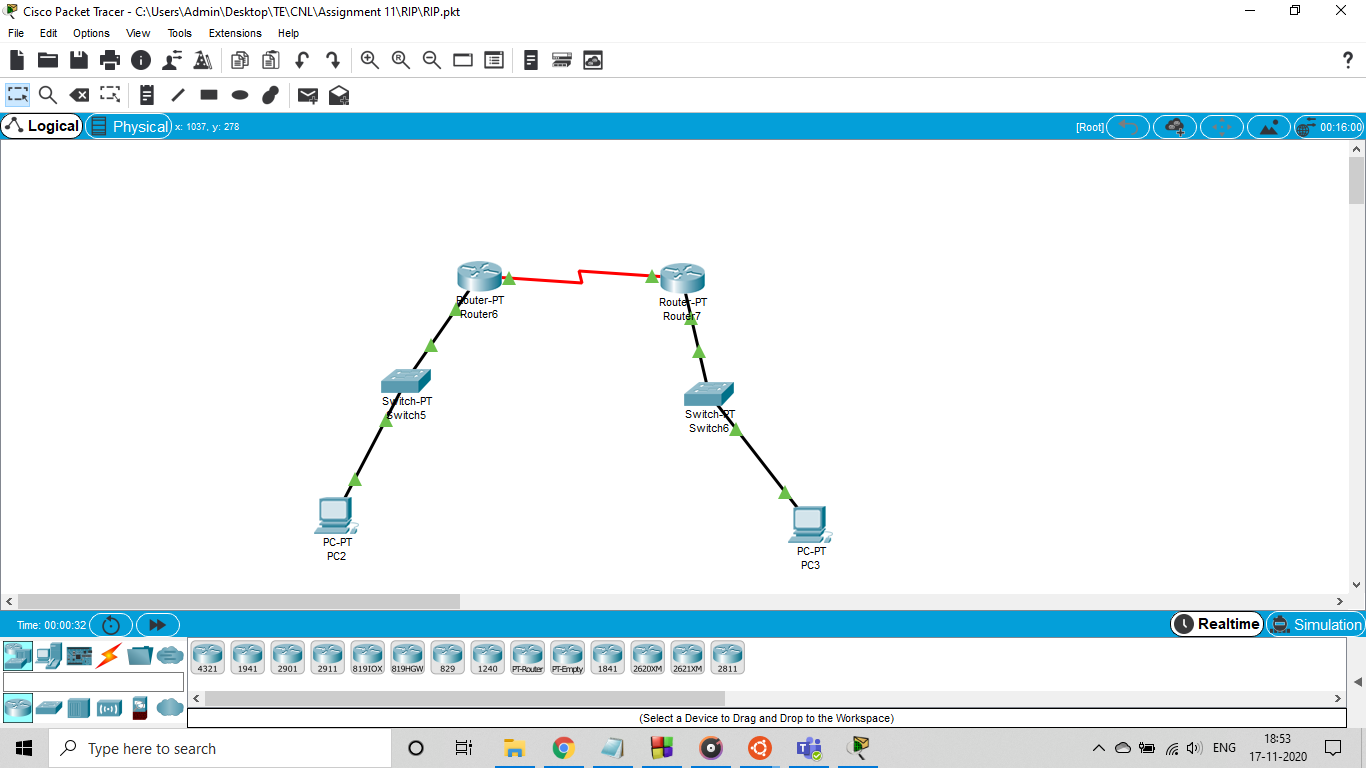 Cisco Packet Tracer - C:\Users\Admin\Desktop\TE\CNL\Assignment 11\RIP\RIP.pkt
File Edit Options View Tools Extensions Help
Logical Physical x: 1037, y: 278 [Root] 00:16:00
Router-PT
Router6
Router-PT
Router7
Switch-PT
Switch5
Switch-PT
Switch6
PC-PT
PC2
PC-PT
PC3
Time: 00:00:32 Realtime Simulation
4321 1941 2901 2911 819IOX 819HGW 829 1240 PT-Router PT-Empty 1841 2620XM 2621XM 2811
(Select a Device to Drag and Drop to the Workspace)
Type here to search
ENG
18:53
17-11-2020